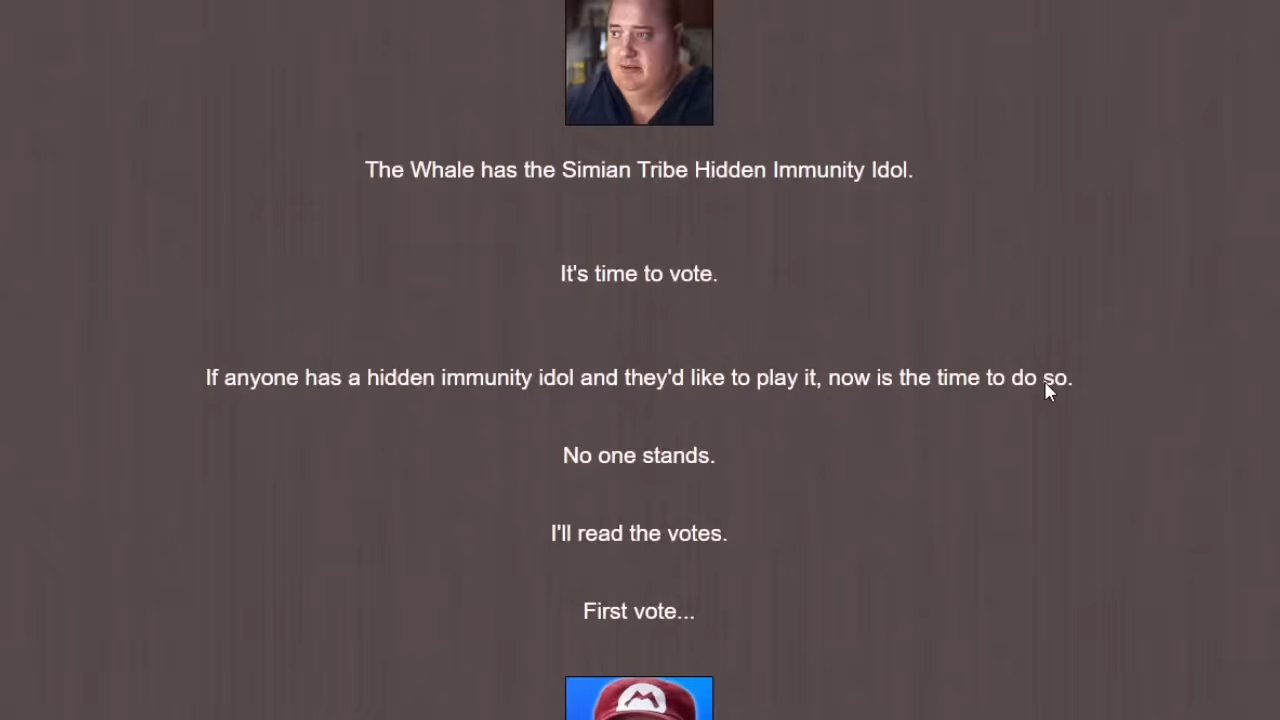 The Whale has the Simian Tribe Hidden Immunity Idol.
It's time to vote.
If anyone has a hidden immunity idol and they'd like to play it, now is the time to do so.
No one stands.
I'll read the votes.
First vote...
M